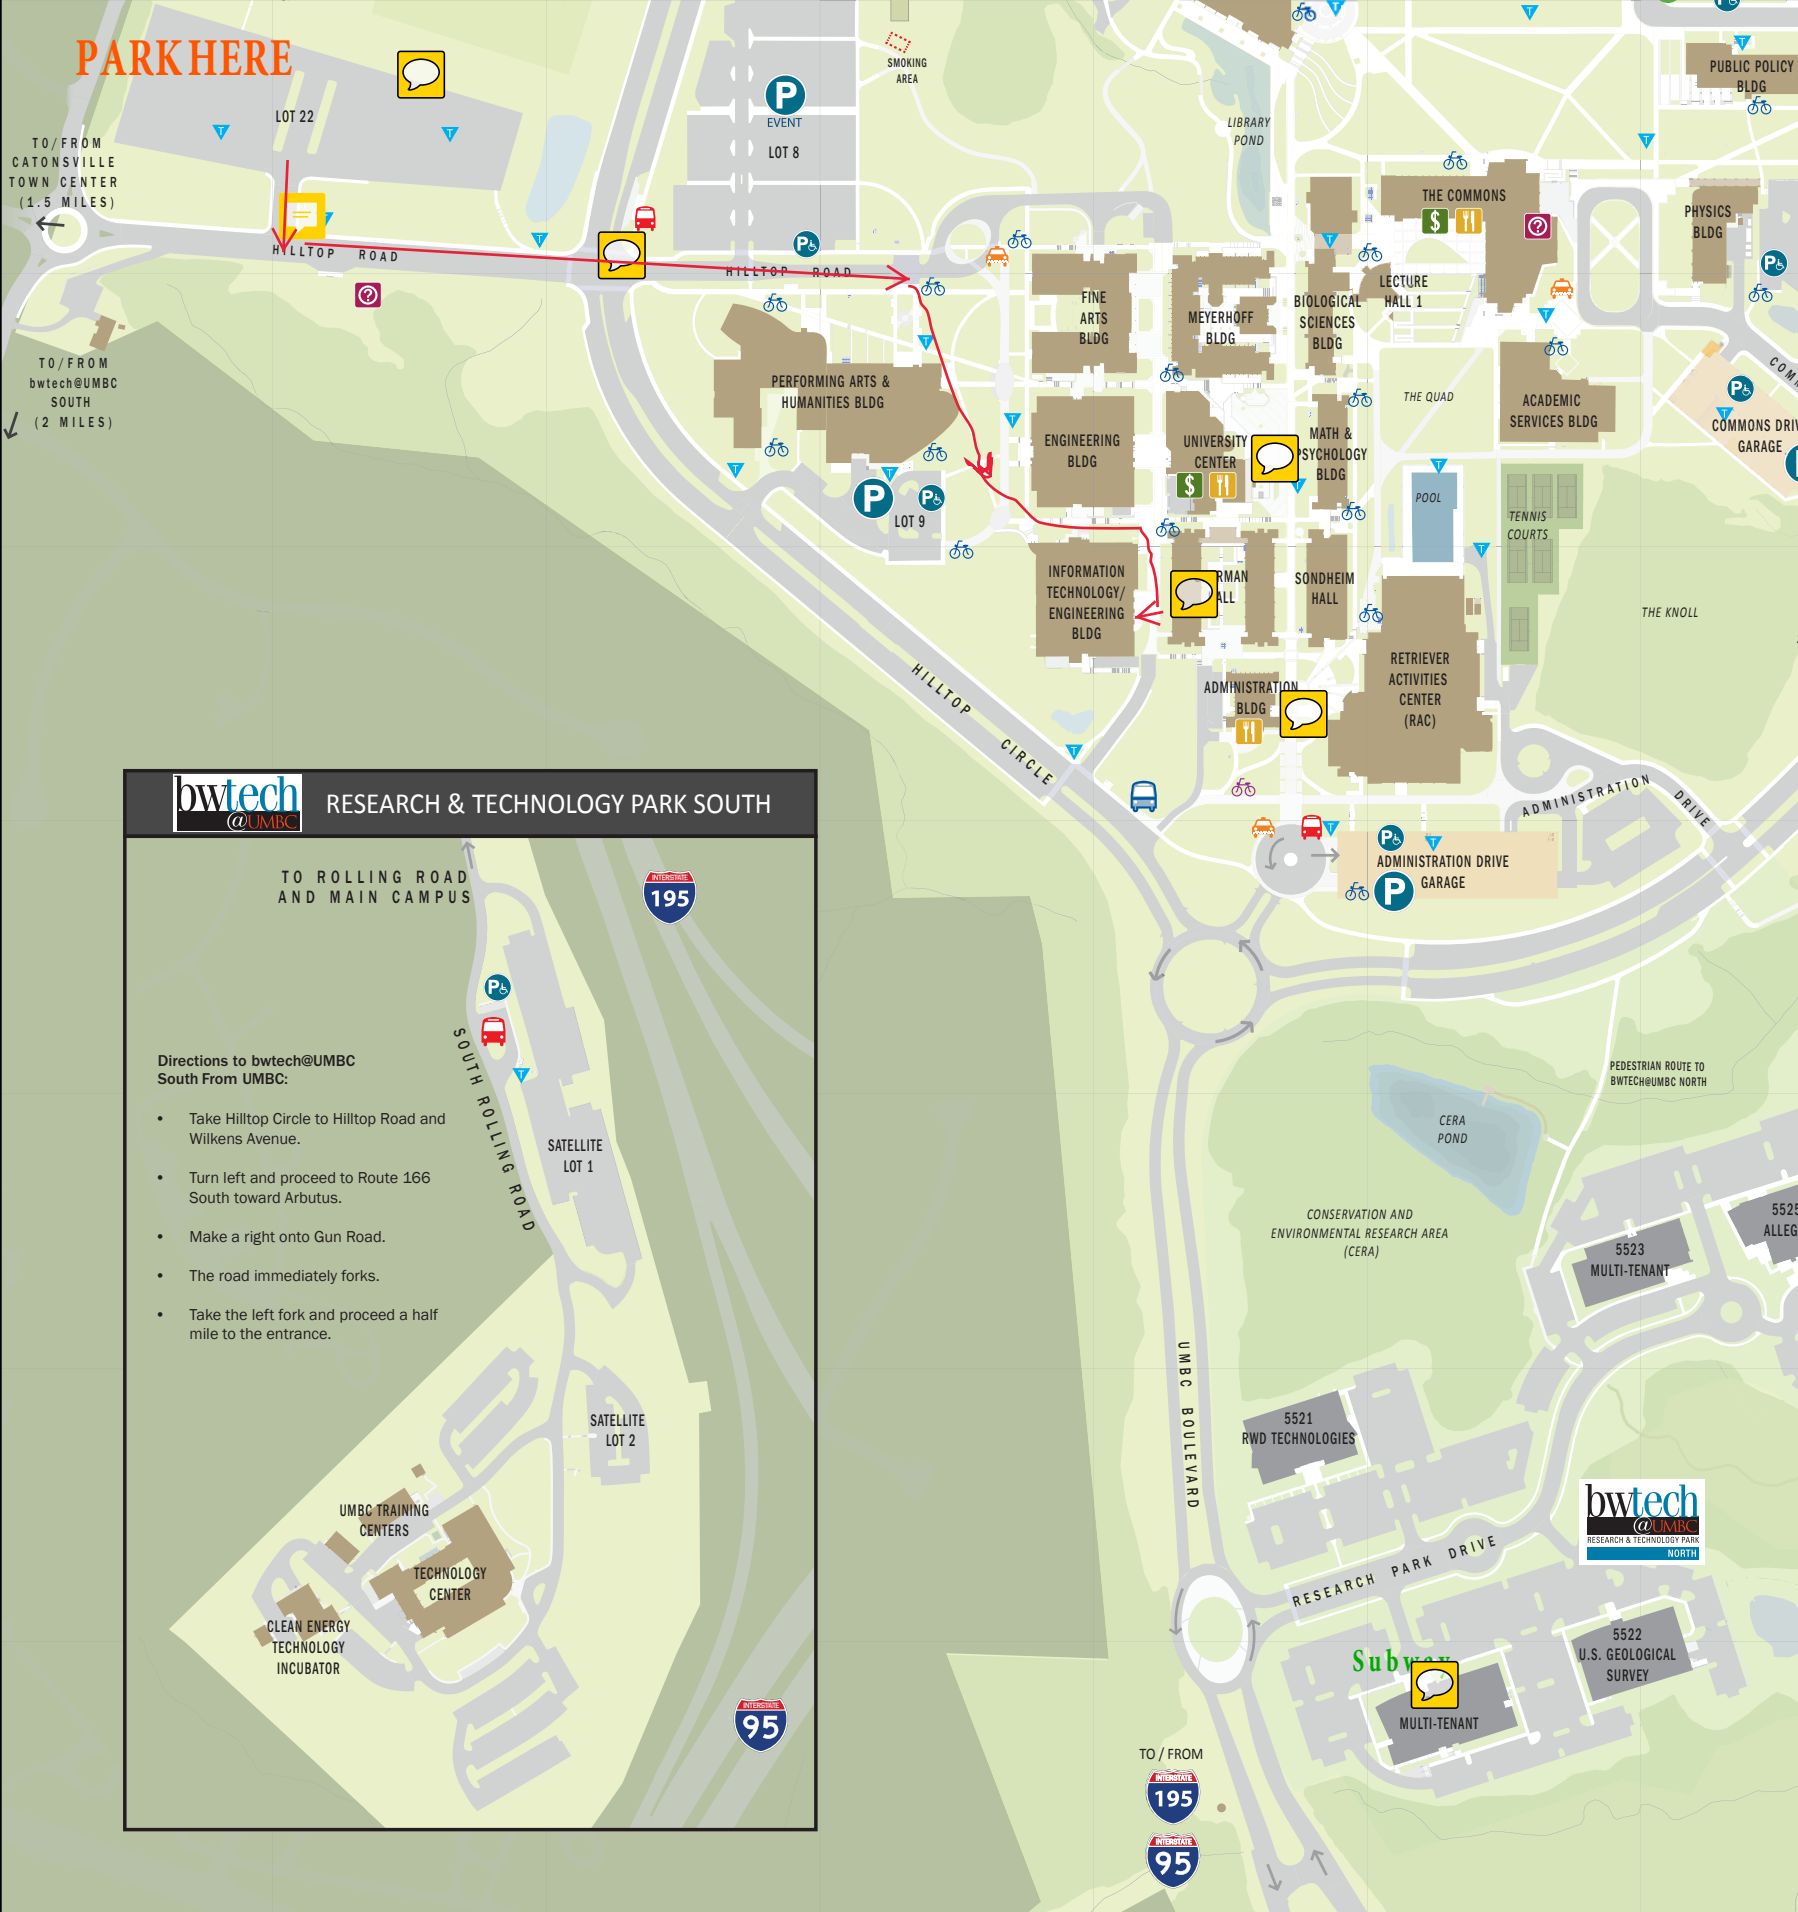 PARK HERE
LOT 22
TO/FROM
CATONSVILLE
TOWN CENTER
(1.5 MILES)
HILLTOP ROAD
TO/FROM
bwtech@UMBC
SOUTH
(2 MILES)
P
EVENT
LOT 8
SMOKING
AREA
HILLTOP ROAD
LIBRARY
POND
PUBLIC POLICY
BLDG
THE COMMONS
PHYSICS
BLDG
LECTURE
HALL 1
FINE
ARTS
BLDG
MEYERHOFF
BLDG
BIOLOGICAL
SCIENCES
BLDG
PERFORMING ARTS &
HUMANITIES BLDG
THE QUAD
ACADEMIC
SERVICES BLDG
GARAGE
ENGINEERING
BLDG
UNIVERSITY
CENTER
MATH &
PSYCHOLOGY
BLDG
P
LOT 9
POOL
TENNIS
COURTS
INFORMATION
TECHNOLOGY/
ENGINEERING
BLDG
SONDHEIM
HALL
THE KNOLL
RETRIEVER
ACTIVITIES
CENTER
(RAC)
ADMINISTRATION
BLDG
HILLTOP CIRCLE
ADMINISTRATION DRIVE
ADMINISTRATION DRIVE
GARAGE
P
bwtech
@UMBC
RESEARCH & TECHNOLOGY PARK SOUTH
TO ROLLING ROAD
AND MAIN CAMPUS
INTERSTATE
195
SOUTH ROLLING ROAD
Directions to bwtech@UMBC
South From UMBC:
• Take Hilltop Circle to Hilltop Road and
Wilkens Avenue.
• Turn left and proceed to Route 166
South toward Arbutus.
• Make a right onto Gun Road.
• The road immediately forks.
• Take the left fork and proceed a half
mile to the entrance.
SATELLITE
LOT 1
SATELLITE
LOT 2
UMBC TRAINING
CENTERS
TECHNOLOGY
CENTER
CLEAN ENERGY
TECHNOLOGY
INCUBATOR
INTERSTATE
95
PEDESTRIAN ROUTE TO
BWTECH@UMBC NORTH
CERA
POND
CONSERVATION AND
ENVIRONMENTAL RESEARCH AREA
(CERA)
5523
MULTI-TENANT
5525
UMBC BOULEVARD
5521
RWD TECHNOLOGIES
bwtech
@UMBC
RESEARCH & TECHNOLOGY PARK
NORTH
RESEARCH PARK DRIVE
5522
U.S. GEOLOGICAL
SURVEY
Subway
MULTI-TENANT
TO / FROM
INTERSTATE
195
INTERSTATE
95